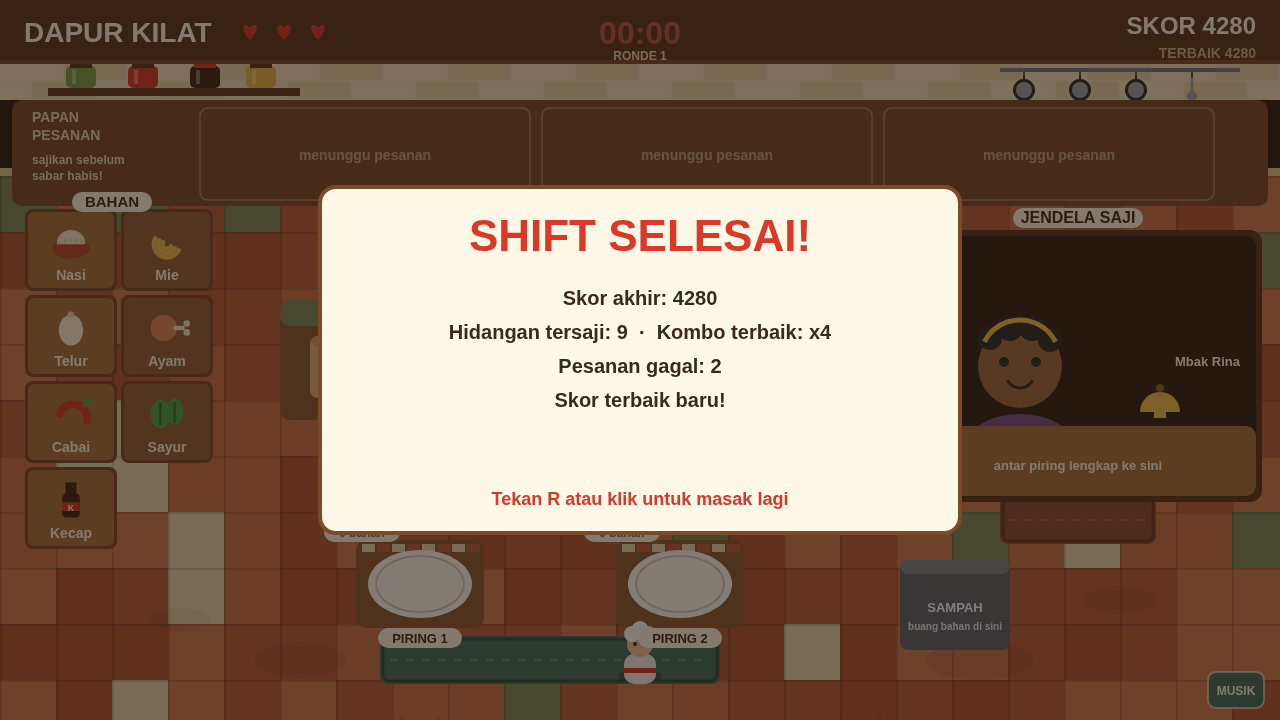 DAPUR KILAT
00:00
RONDE 1
SKOR 4280
TERBAIK 4280
PAPAN
PESANAN
sajikan sebelum
sabar habis!
menunggu pesanan
menunggu pesanan
menunggu pesanan
BAHAN
JENDELA SAJI
Nasi
Mie
Telur
Ayam
Cabai
Sayur
K
Kecap
SHIFT SELESAI!
Skor akhir: 4280
Hidangan tersaji: 9 · Kombo terbaik: x4
Pesanan gagal: 2
Skor terbaik baru!
Tekan R atau klik untuk masak lagi
Mbak Rina
antar piring lengkap ke sini
PIRING 1
PIRING 2
SAMPAH
buang bahan di sini
MUSIK